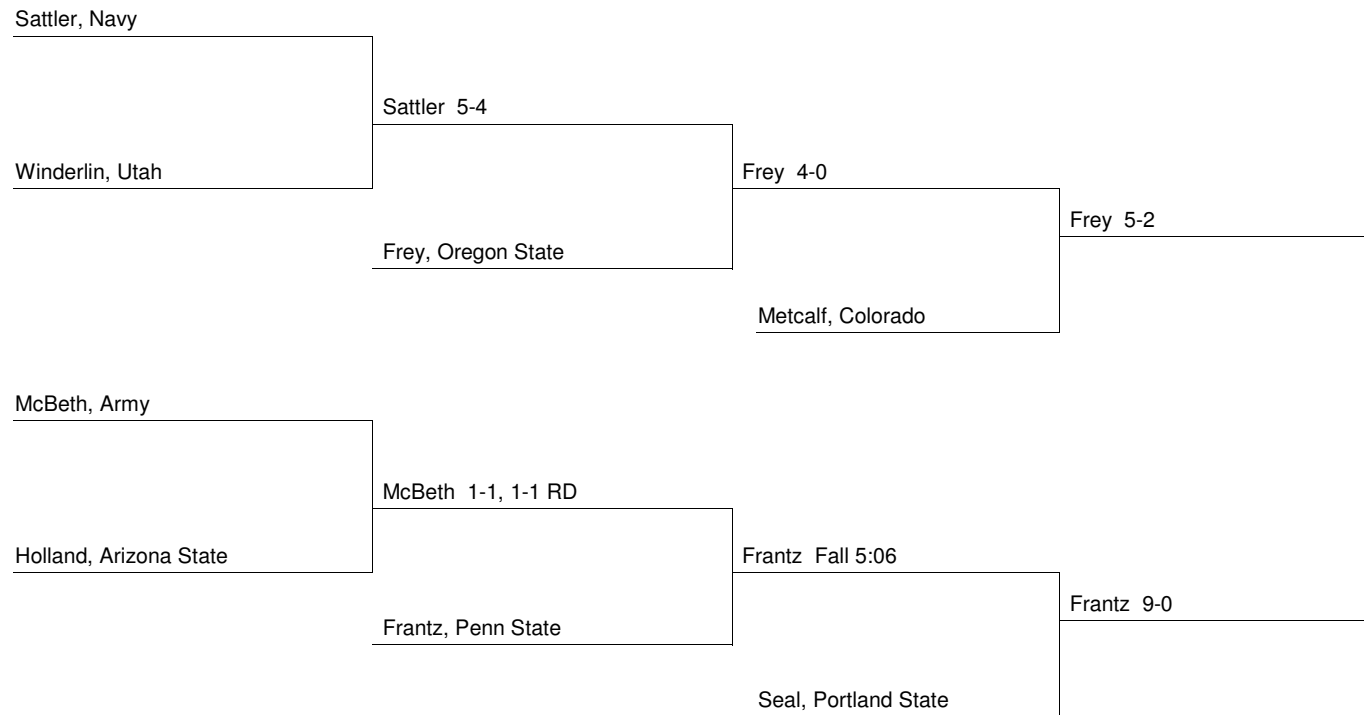 Sattler, Navy
Sattler 5-4
Winderlin, Utah
Frey 4-0
Frey 5-2
Frey, Oregon State
Metcalf, Colorado
McBeth, Army
McBeth 1-1, 1-1 RD
Holland, Arizona State
Frantz Fall 5:06
Frantz 9-0
Frantz, Penn State
Seal, Portland State